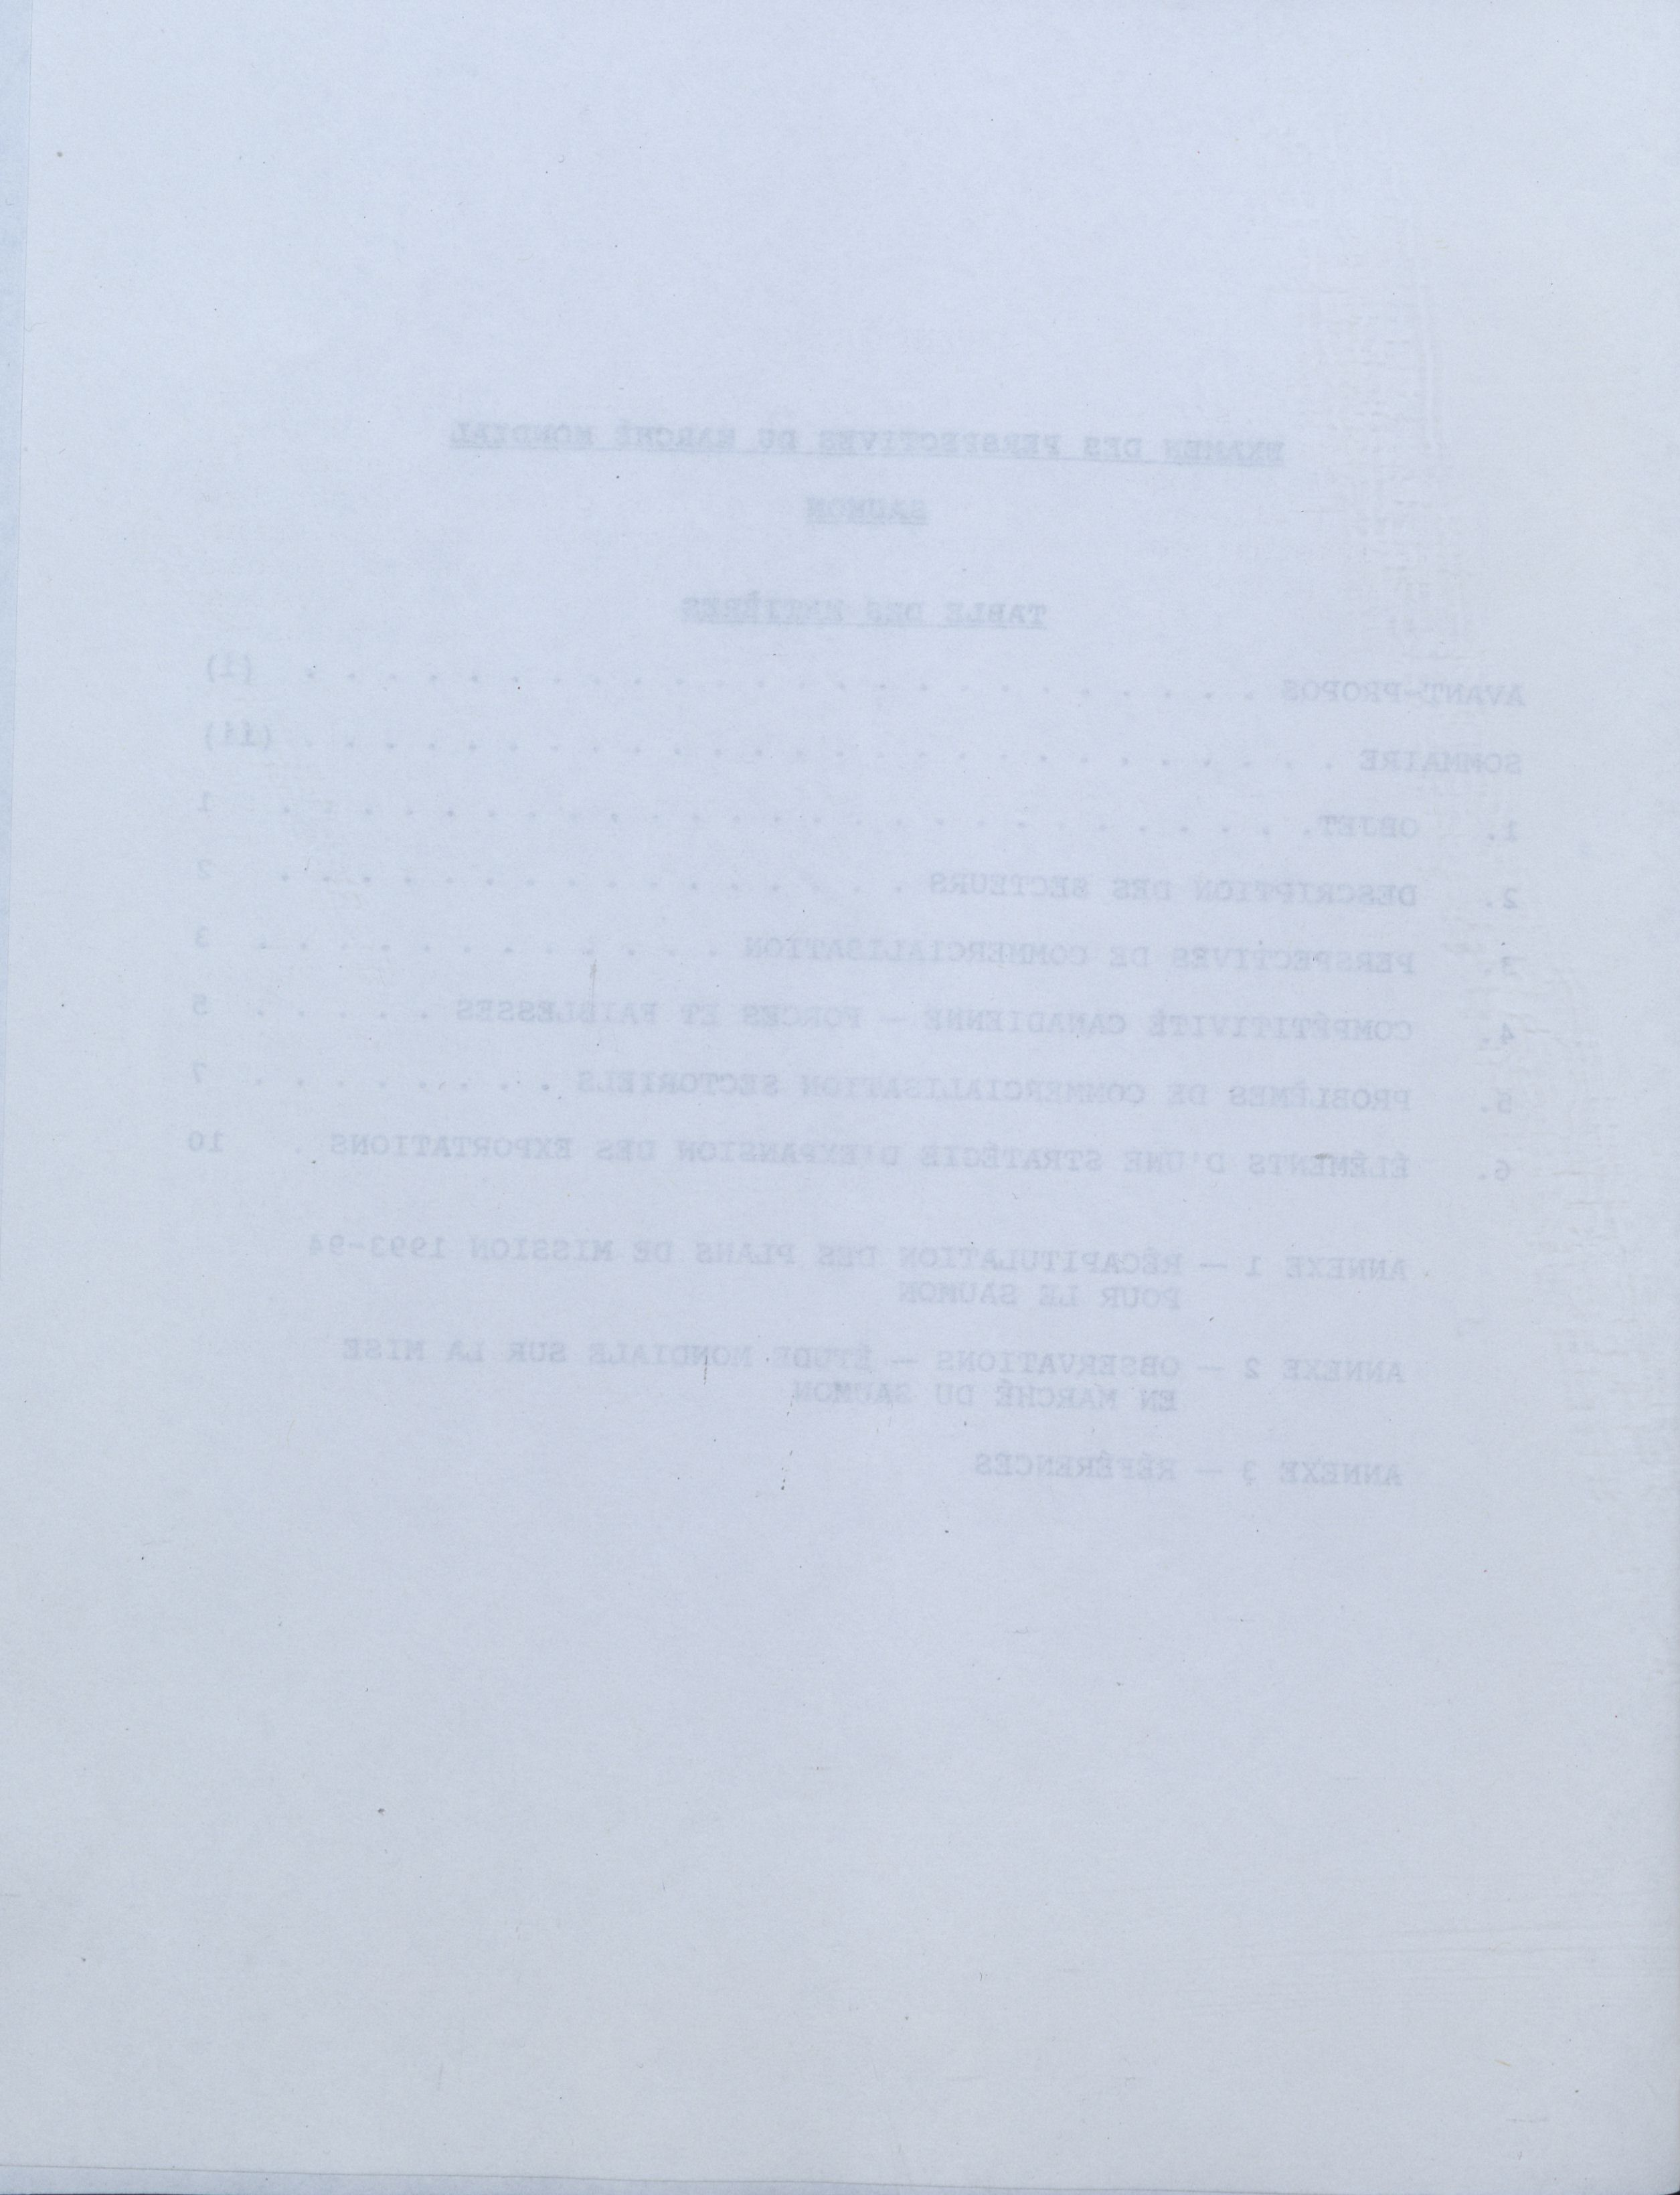 EXAMEN DES PERSPECTIVES DU MARCHÉ MONDIAL
SAUMON
TABLE DES MATIÈRES
AVANT-PROPOS . . . . . . . . . . . . . . . . . . . . . . . . (i)
SOMMAIRE . . . . . . . . . . . . . . . . . . . . . . . . . . (ii)
1. OBJET. . . . . . . . . . . . . . . . . . . . . . . . . . 1
2. DESCRIPTION DES SECTEURS . . . . . . . . . . . . . . . . 2
3. PERSPECTIVES DE COMMERCIALISATION . . . . . . . . . . . . 3
4. COMPÉTITIVITÉ CANADIENNE - FORCES ET FAIBLESSES . . . . . 5
5. PROBLÈMES DE COMMERCIALISATION SECTORIELS . . . . . . . . 7
6. ÉLÉMENTS D'UNE STRATÉGIE D'EXPANSION DES EXPORTATIONS . 10
ANNEXE 1 - RÉCAPITULATION DES PLANS DE MISSION 1993-94
POUR LE SAUMON
ANNEXE 2 - OBSERVATIONS - ÉTUDE MONDIALE SUR LA MISE
EN MARCHÉ DU SAUMON
ANNEXE 3 - RÉFÉRENCES